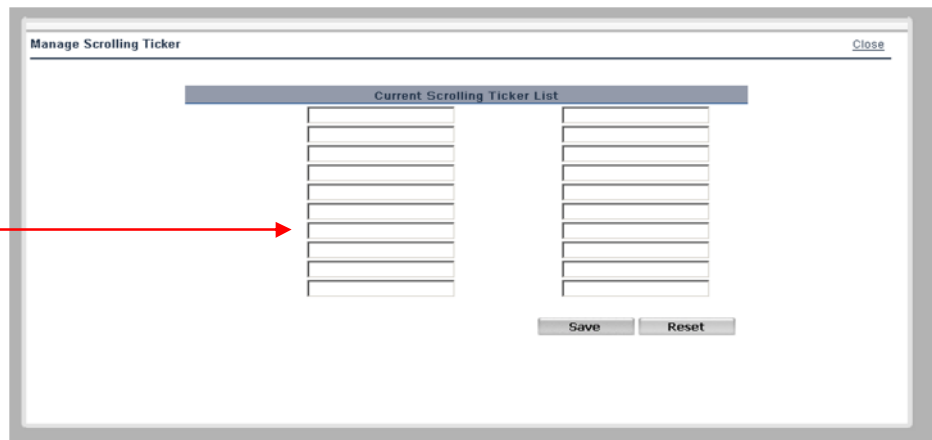 Manage Scrolling Ticker
Close
Current Scrolling Ticker List
Save
Reset